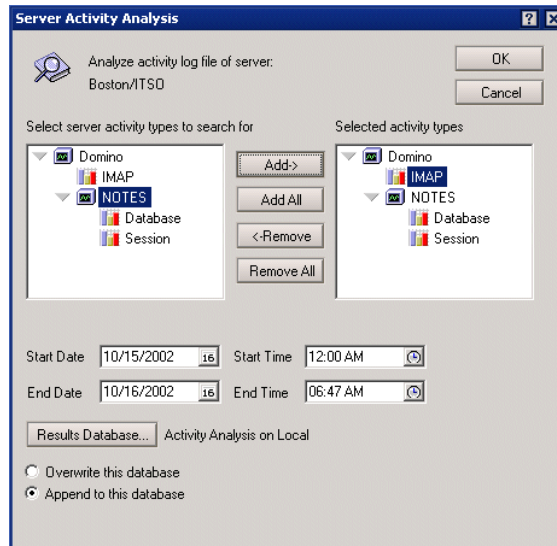 Server Activity Analysis
Analyze activity log file of server:
Boston/ITSO
OK
Cancel
Select server activity types to search for
Selected activity types
Domino
IMAP
NOTES
Database
Session
Add->
Add All
<-Remove
Remove All
Domino
IMAP
NOTES
Database
Session
Start Date 10/15/2002 16 Start Time 12:00 AM
End Date 10/16/2002 16 End Time 06:47 AM
Results Database... Activity Analysis on Local
Overwrite this database
Append to this database